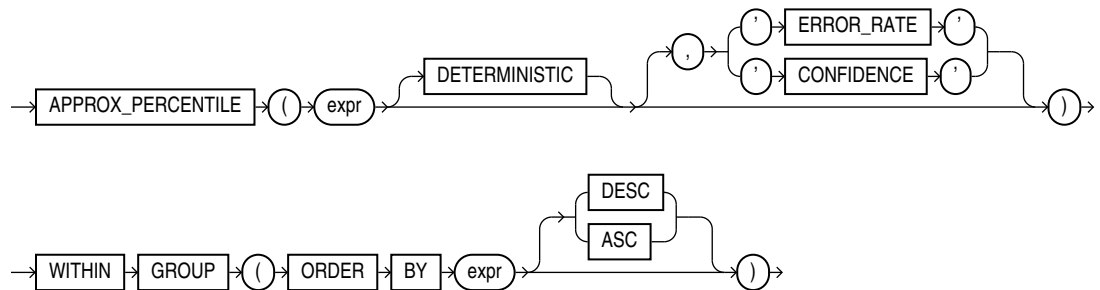 ' ERROR_RATE '
DETERMINISTIC , ' CONFIDENCE '
APPROX_PERCENTILE ( expr )
DESC
ASC
WITHIN GROUP ( ORDER BY expr )